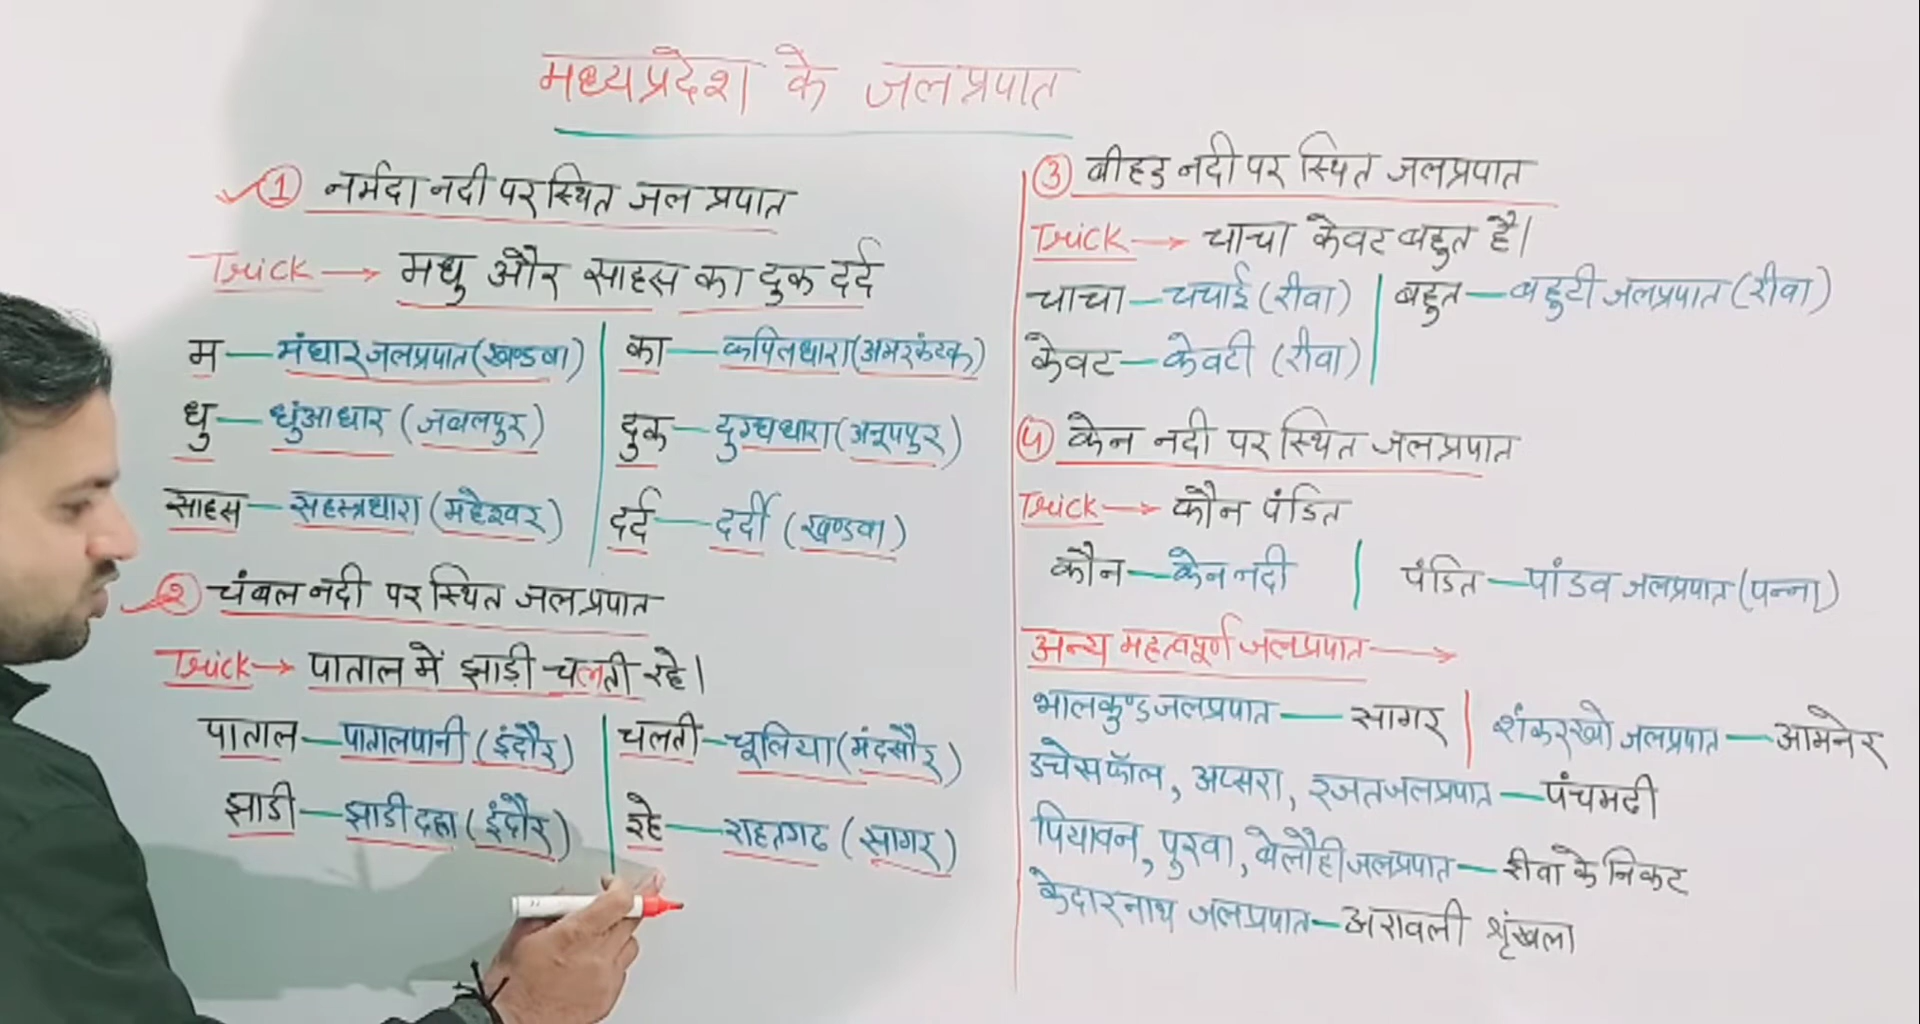 मध्यप्रदेश के जलप्रपात
① नर्मदा नदी पर स्थित जल प्रपात
Trick → मधु और साहस का दुक दर्द
म — मंधार जलप्रपात (खण्डवा)
धु — धुंआधार (जबलपुर)
साहस — सहस्त्रधारा (महेश्वर)
का — कपिलधारा (अमरकंटक)
दुक — दुग्धधारा (अनूपपुर)
दर्द — दर्दी (खण्डवा)
② चंबल नदी पर स्थित जलप्रपात
Trick → पाताल में झाड़ी चलती रहे।
पाताल — पातालपानी (इंदौर)
झाडी — झाडीदहा (इंदौर)
चलती — चूलिया (मंदसौर)
रहे — राहतगढ (सागर)
③ बीहड नदी पर स्थित जलप्रपात
Trick → चाचा केवट बहुत है।
चाचा — चचाई (रीवा)
केवट — केवटी (रीवा)
बहुत — बहुटी जलप्रपात (रीवा)
④ केन नदी पर स्थित जलप्रपात
Trick → कौन पंडित
कौन — केन नदी
पंडित — पांडव जलप्रपात (पन्ना)
अन्य महत्वपूर्ण जलप्रपात →
भालकुण्ड जलप्रपात — सागर
शंकरखो जलप्रपात — आमनेर
डचेस फॉल, अप्सरा, रजत जलप्रपात — पंचमढी
पियावन, पुरवा, बेलौही जलप्रपात — रीवा के निकट
केदारनाथ जलप्रपात — अरावली श्रृंखला